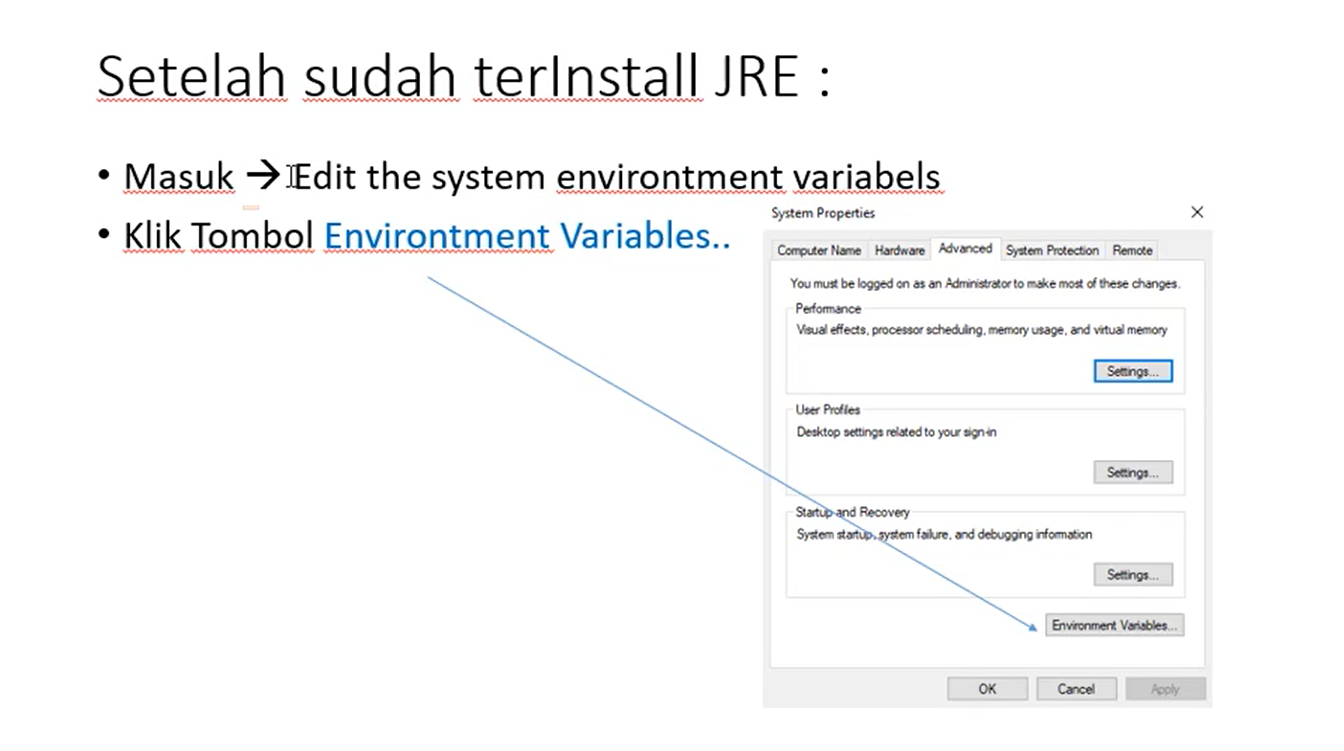 Setelah sudah terInstall JRE :
• Masuk → Edit the system environtment variabels
• Klik Tombol Environtment Variables..
System Properties
Computer Name Hardware Advanced System Protection Remote
You must be logged on as an Administrator to make most of these changes.
Performance
Visual effects, processor scheduling, memory usage, and virtual memory
Settings...
User Profiles
Desktop settings related to your sign-in
Settings...
Startup and Recovery
System startup, system failure, and debugging information
Settings...
Environment Variables...
OK Cancel Apply